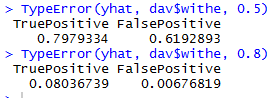 > TypeError(yhat, dav$withe, 0.5)
TruePositive FalsePositive
0.7979334 0.6192893
> TypeError(yhat, dav$withe, 0.8)
TruePositive FalsePositive
0.08036739 0.00676819